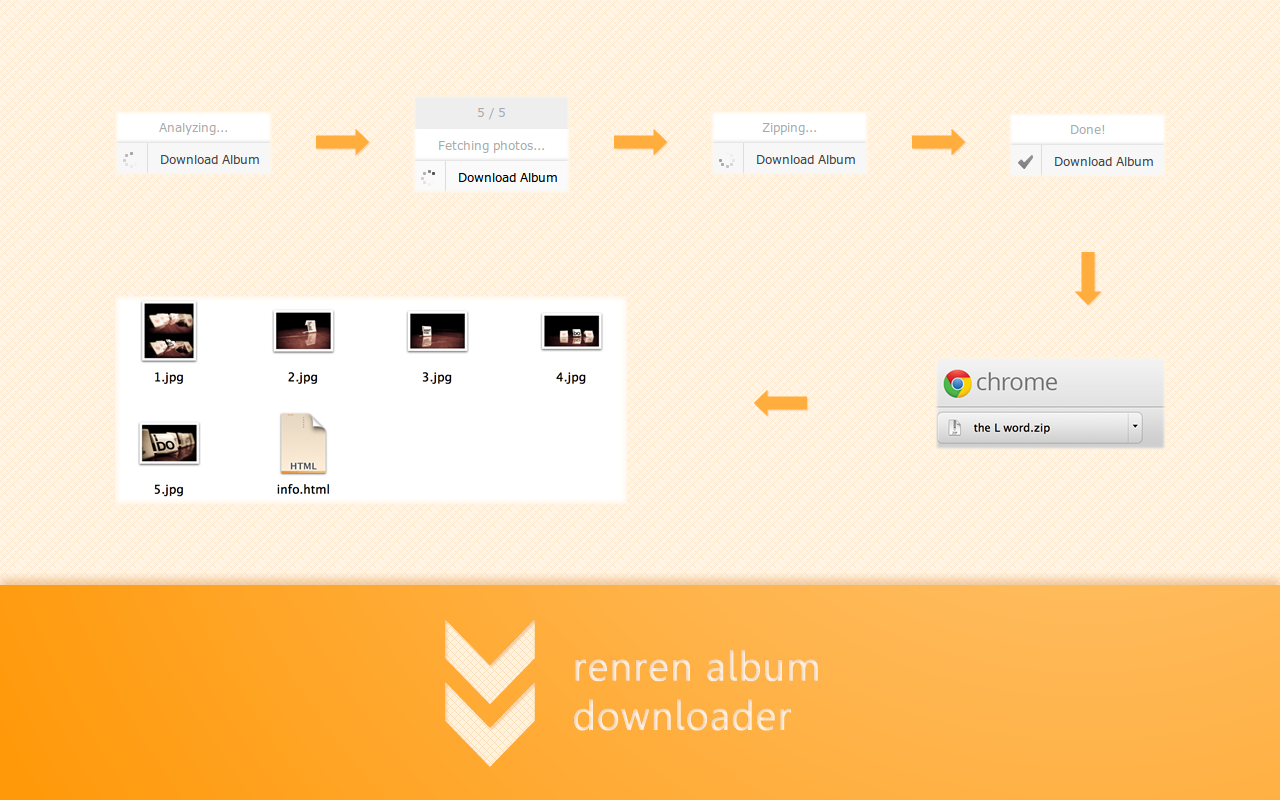 Analyzing...
Download Album
5 / 5
Fetching photos...
Download Album
Zipping...
Download Album
Done!
Download Album
chrome
the L word.zip
1.jpg
2.jpg
3.jpg
4.jpg
DO
HTML
5.jpg
info.html
renren album
downloader